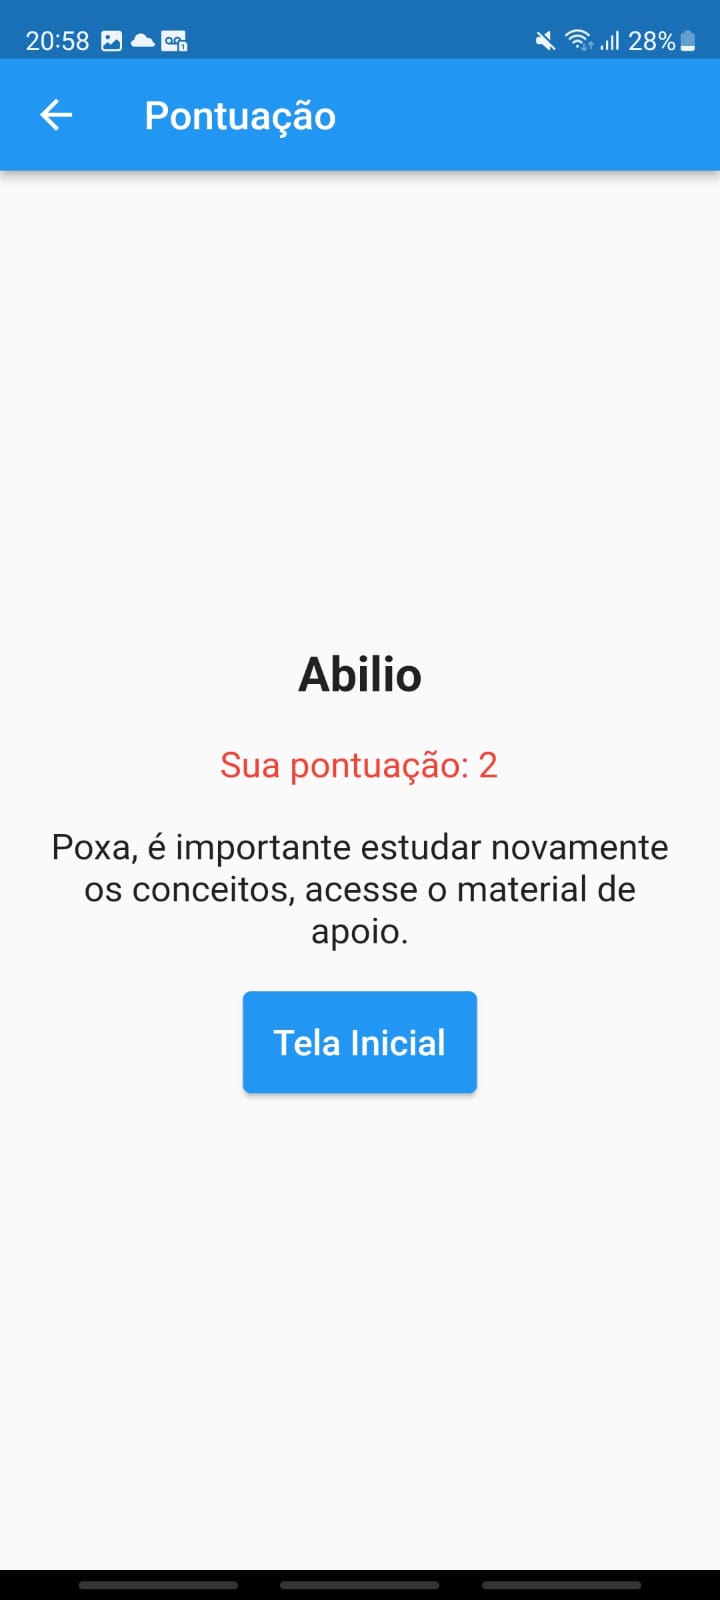 20:58
28%
Pontuação
Abilio
Sua pontuação: 2
Poxa, é importante estudar novamente
os conceitos, acesse o material de
apoio.
Tela Inicial